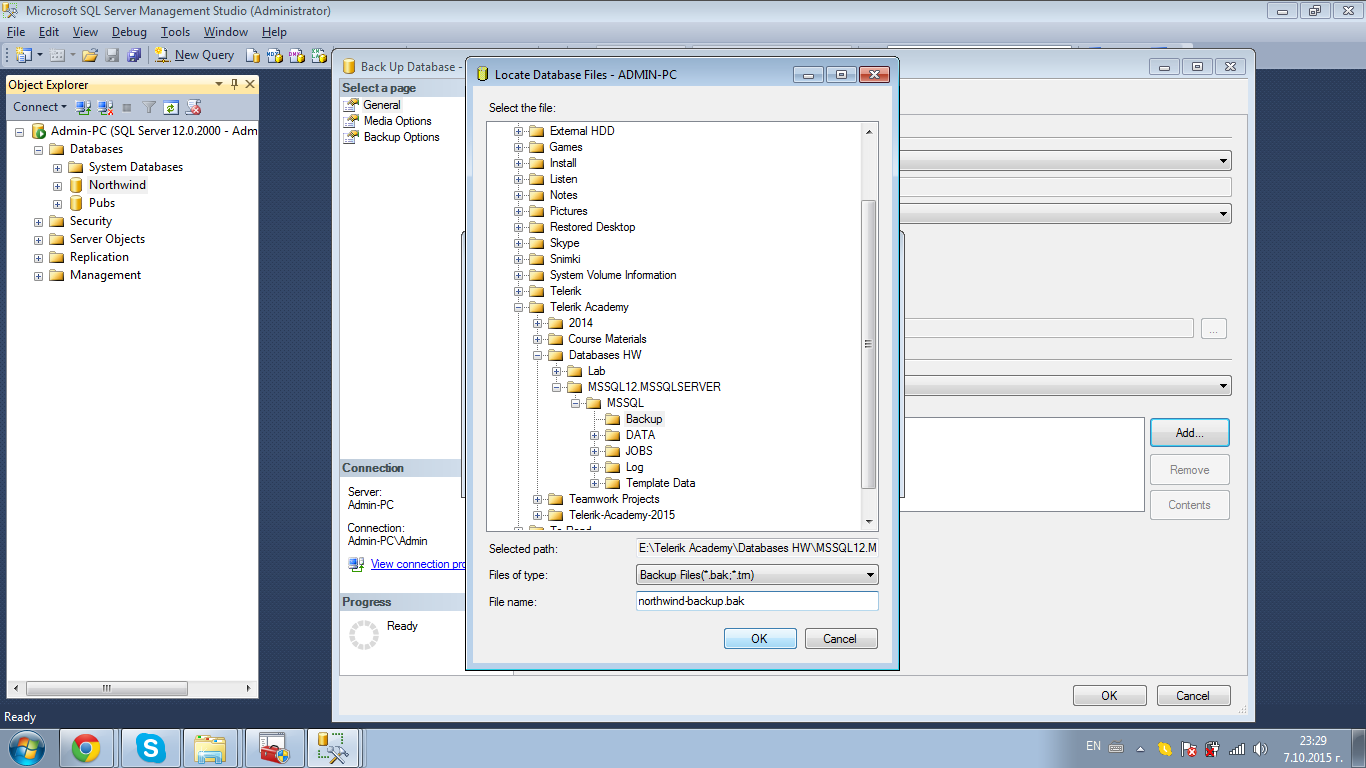 Microsoft SQL Server Management Studio (Administrator)
File Edit View Debug Tools Window Help
New Query
Object Explorer
Connect
Admin-PC (SQL Server 12.0.2000 - Adm
Databases
System Databases
Northwind
Pubs
Security
Server Objects
Replication
Management
Back Up Database -
Select a page
General
Media Options
Backup Options
Connection
Server:
Admin-PC
Connection:
Admin-PC\Admin
View connection pro
Progress
Ready
Locate Database Files - ADMIN-PC
Select the file:
External HDD
Games
Install
Listen
Notes
Pictures
Restored Desktop
Skype
Snimki
System Volume Information
Telerik
Telerik Academy
2014
Course Materials
Databases HW
Lab
MSSQL12.MSSQLSERVER
MSSQL
Backup
DATA
JOBS
Log
Template Data
Teamwork Projects
Telerik-Academy-2015
To Read
Selected path: E:\Telerik Academy\Databases HW\MSSQL12.M
Files of type: Backup Files(*.bak;*.trn)
File name: northwind-backup.bak
OK Cancel
...
Add...
Remove
Contents
OK Cancel
Ready
EN
23:29
7.10.2015 г.